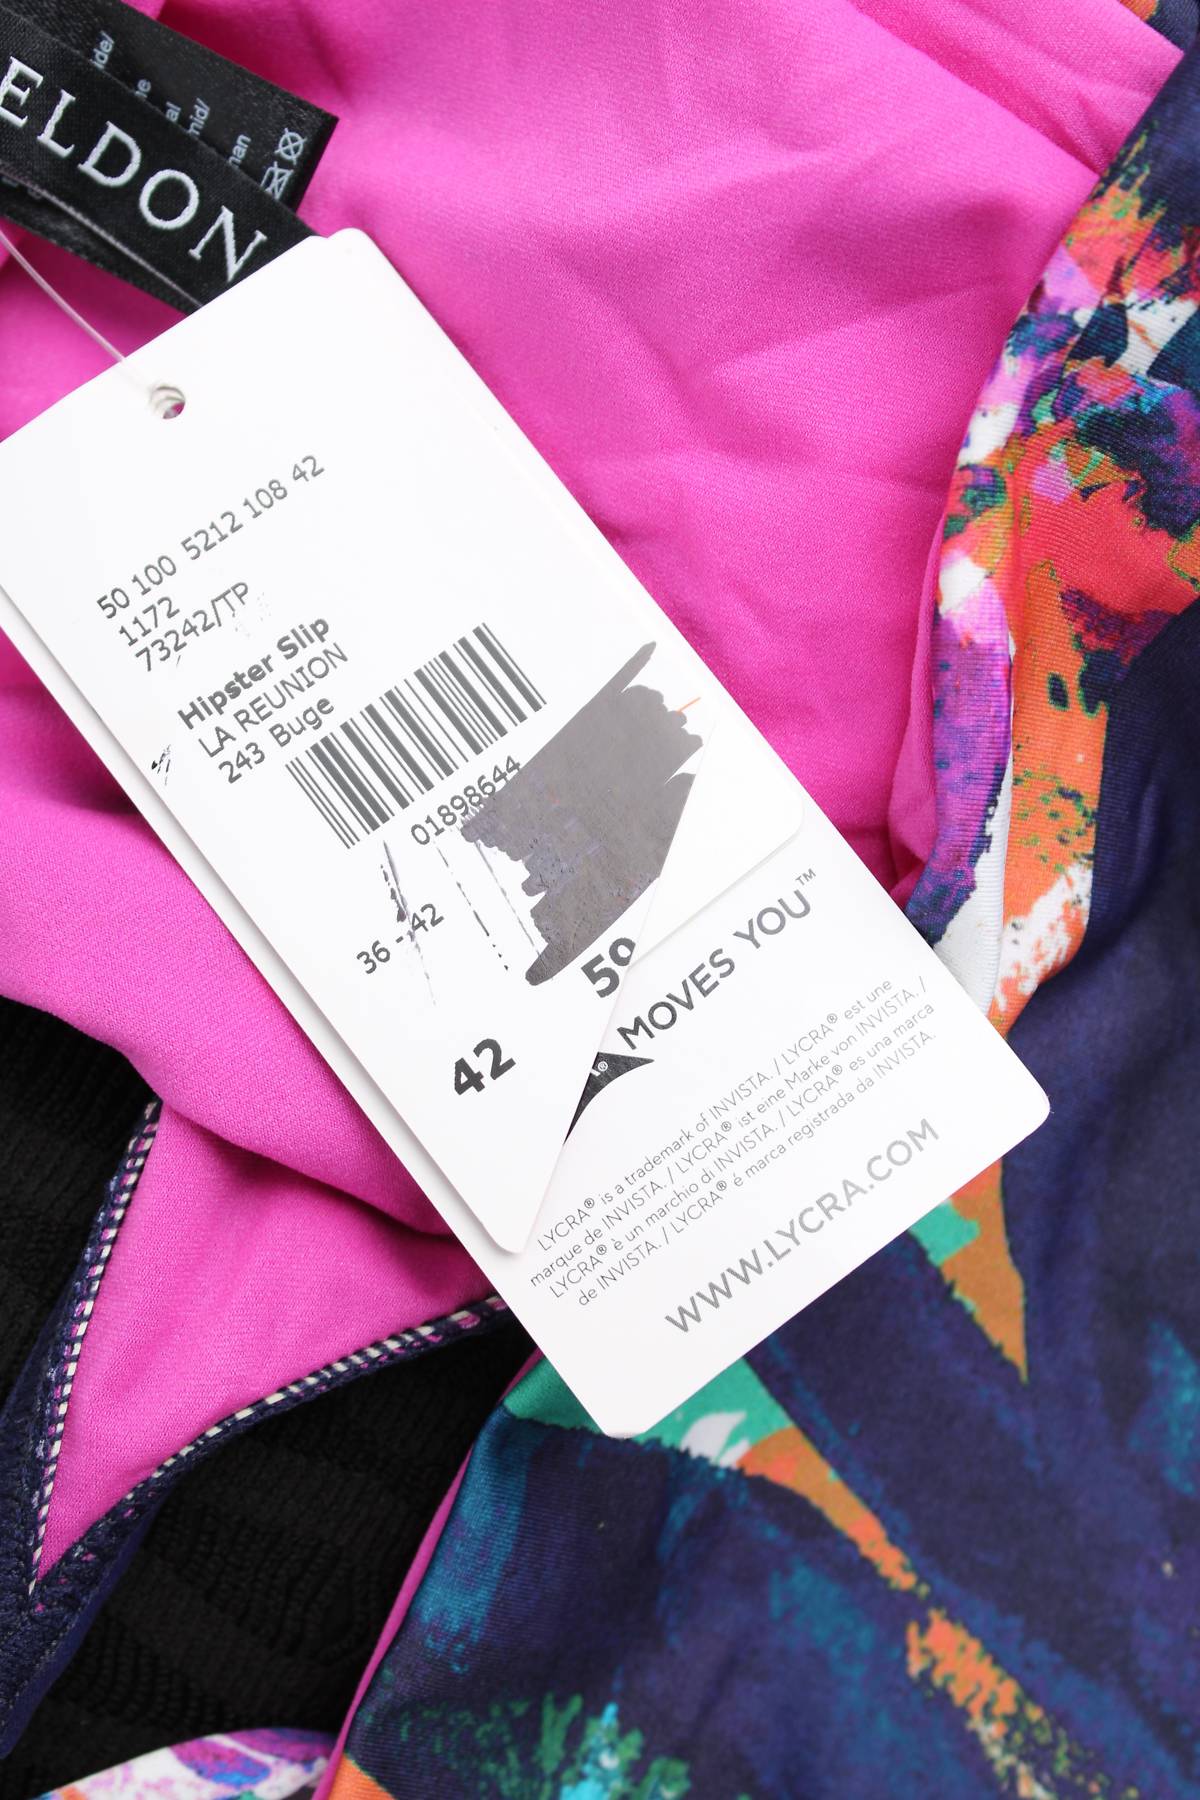 ELDON
50 100 5212 108 42
1172
73242/TP
Hipster Slip
LA REUNION
243 Buge
01898644
36 - 42
50
42
MOVES YOU™
LYCRA® is a trademark of INVISTA. / LYCRA® est une
marque de INVISTA. / LYCRA® ist eine Marke von INVISTA. /
LYCRA® è un marchio di INVISTA. / LYCRA® es una marca
de INVISTA. / LYCRA® é marca registrada da INVISTA.
WWW.LYCRA.COM